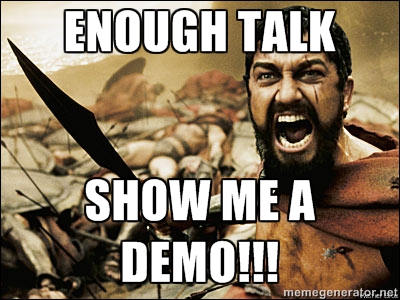 ENOUGH TALK
SHOW ME A
DEMO!!!
memegenerator.net